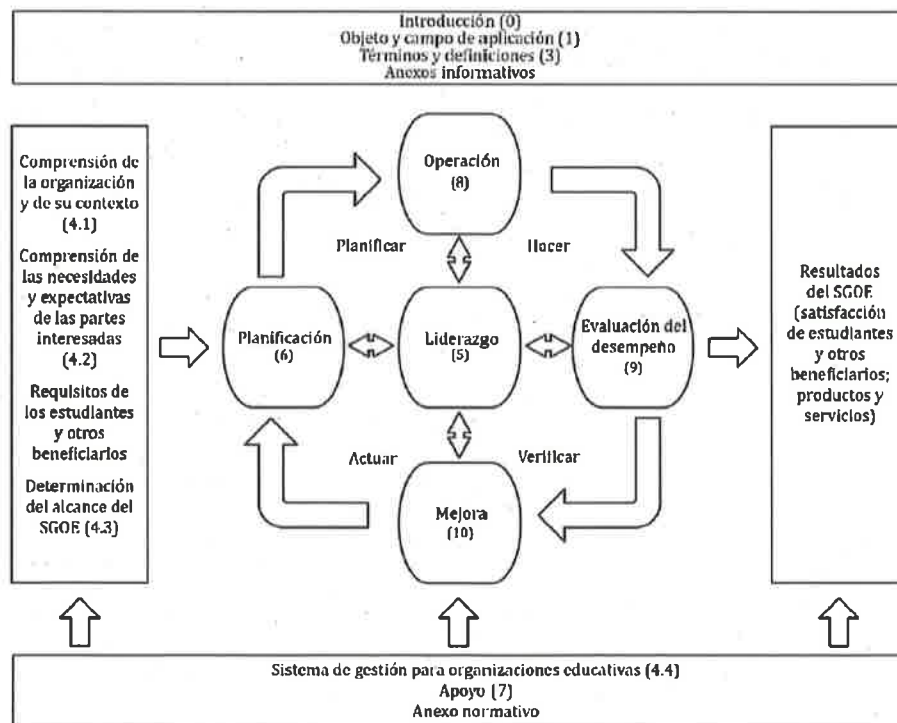 Introducción (0)
Objeto y campo de aplicación (1)
Términos y definiciones (3)
Anexos informativos
Comprensión de
la organización
y de su contexto
(4.1)
Comprensión de
las necesidades
y expectativas
de las partes
interesadas
(4.2)
Requisitos de
los estudiantes
y otros
beneficiarios
Determinación
del alcance del
SGOE (4.3)
Operación
(8)
Planificar
Hacer
Planificación
(6)
Liderazgo
(5)
Evaluación del
desempeño
(9)
Actuar
Verificar
Mejora
(10)
Resultados
del SGOE
(satisfacción
de estudiantes
y otros
beneficiarios;
productos y
servicios)
Sistema de gestión para organizaciones educativas (4.4)
Apoyo (7)
Anexo normativo